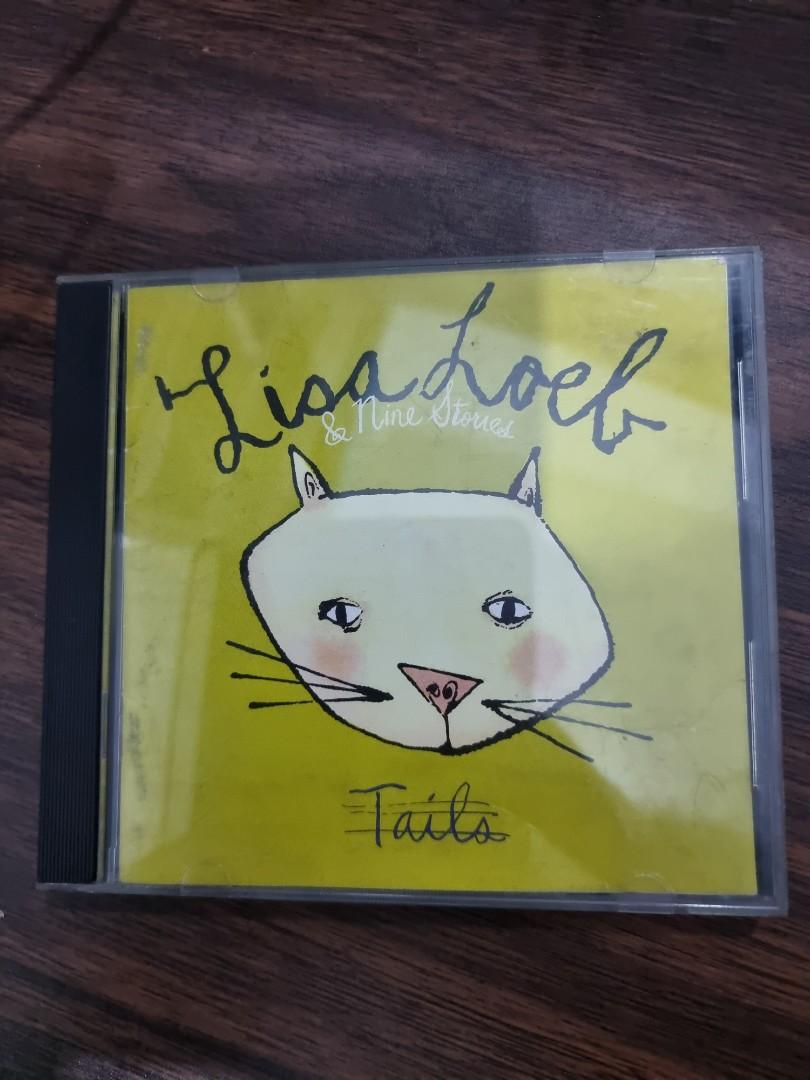 Lisa Loeb
& Nine Stories
Tails